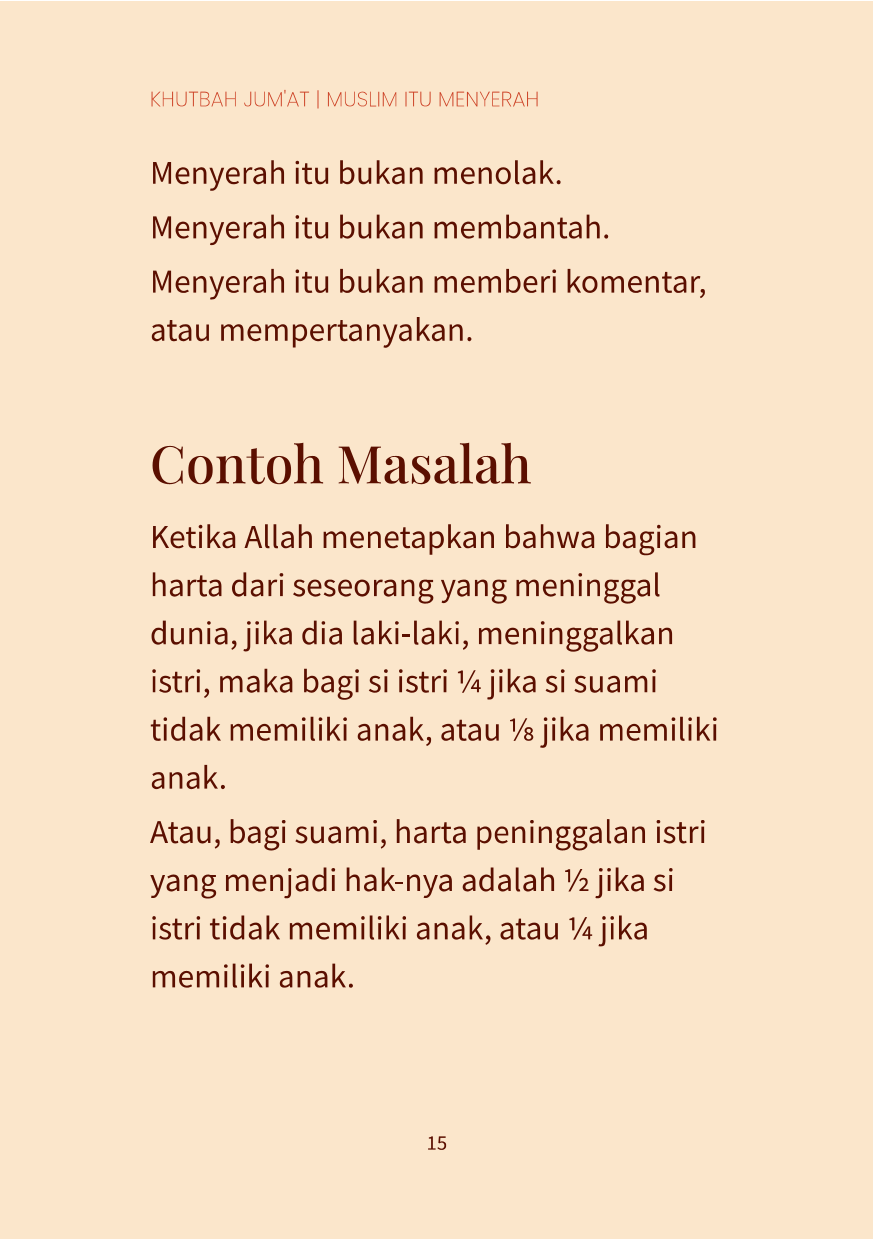 KHUTBAH JUM'AT | MUSLIM ITU MENYERAH
Menyerah itu bukan menolak.
Menyerah itu bukan membantah.
Menyerah itu bukan memberi komentar,
atau mempertanyakan.
Contoh Masalah
Ketika Allah menetapkan bahwa bagian
harta dari seseorang yang meninggal
dunia, jika dia laki-laki, meninggalkan
istri, maka bagi si istri ¼ jika si suami
tidak memiliki anak, atau ⅛ jika memiliki
anak.
Atau, bagi suami, harta peninggalan istri
yang menjadi hak-nya adalah ½ jika si
istri tidak memiliki anak, atau ¼ jika
memiliki anak.
15